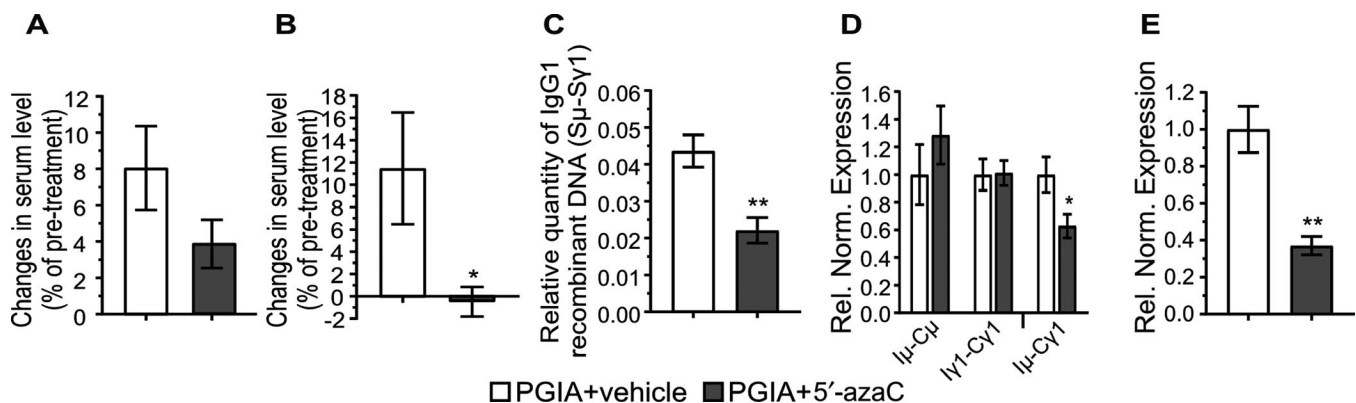 A
Changes in serum level
(% of pre-treatment)
12
10
8
6
4
2
0
B
Changes in serum level
(% of pre-treatment)
18
16
14
12
10
8
6
4
2
0
-2
*
C
Relative quantity of IgG1
recombinant DNA (Sμ-Sγ1)
0.06
0.05
0.04
0.03
0.02
0.01
0.00
**
D
Rel. Norm. Expression
1.6
1.4
1.2
1.0
0.8
0.6
0.4
0.2
0.0
*
Iμ-Cμ
Iγ1-Cγ1
Iμ-Cγ1
E
Rel. Norm. Expression
1.2
1.0
0.8
0.6
0.4
0.2
0.0
**
PGIA+vehicle PGIA+5′-azaC